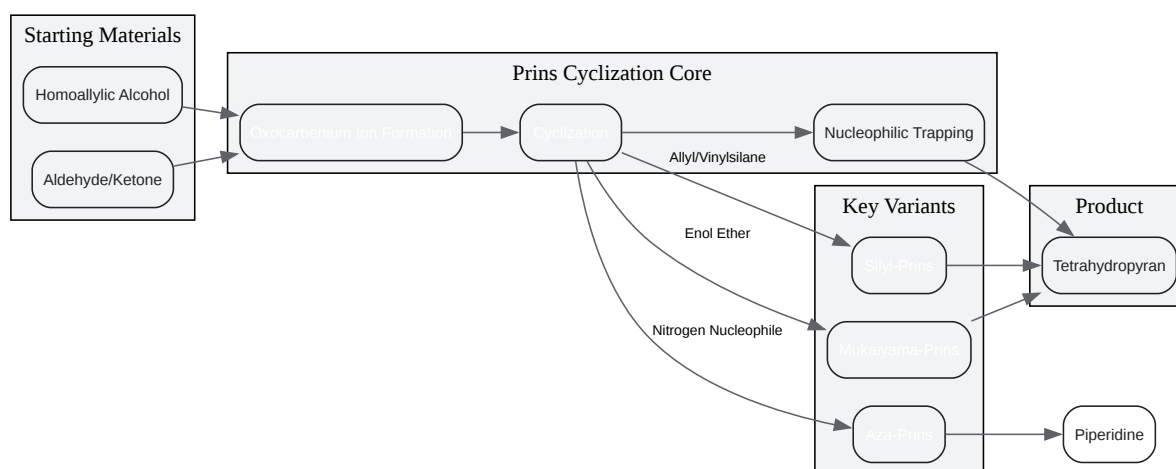 Starting Materials
Homoallylic Alcohol
Aldehyde/Ketone
Prins Cyclization Core
Oxocarbenium Ion Formation
Cyclization
Nucleophilic Trapping
Allyl/Vinylsilane
Enol Ether
Nitrogen Nucleophile
Key Variants
Silyl-Prins
Mukaiyama-Prins
Aza-Prins
Product
Tetrahydropyran
Piperidine